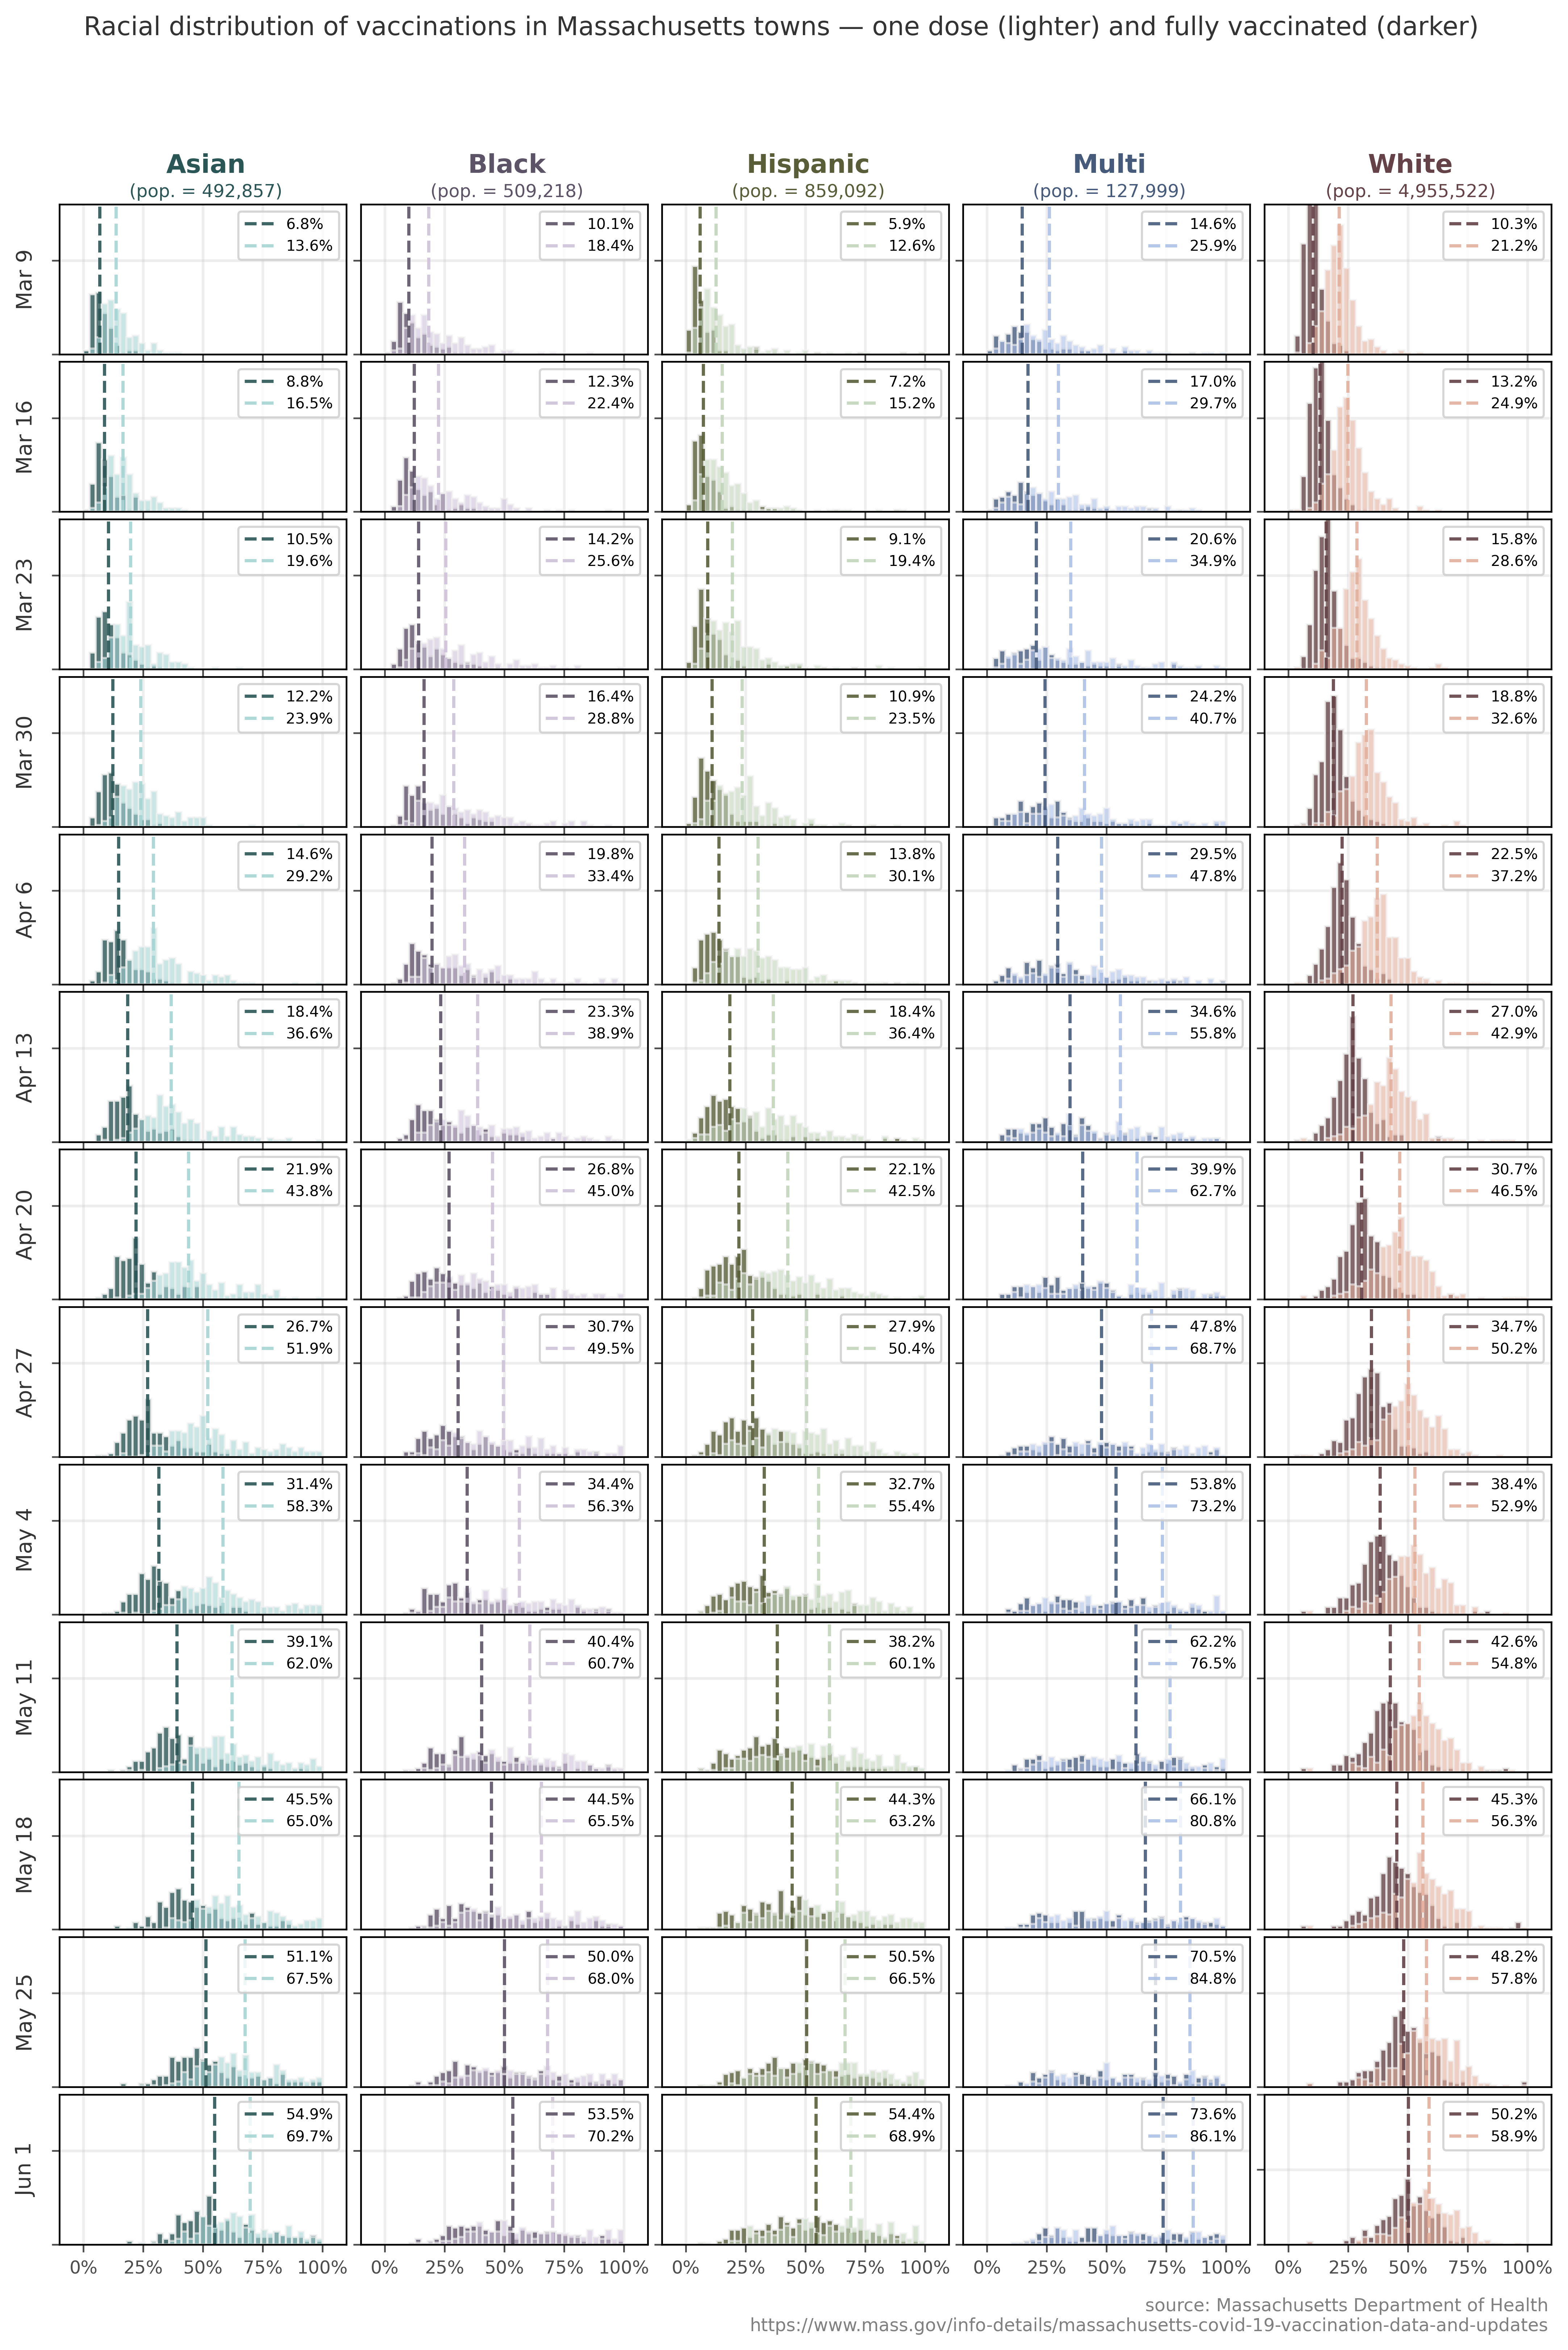 Racial distribution of vaccinations in Massachusetts towns — one dose (lighter) and fully vaccinated (darker)
Asian Black Hispanic Multi White
(pop. = 492,857) (pop. = 509,218) (pop. = 859,092) (pop. = 127,999) (pop. = 4,955,522)
Mar 9
6.8% 10.1% 5.9% 14.6% 10.3%
13.6% 18.4% 12.6% 25.9% 21.2%
Mar 16
8.8% 12.3% 7.2% 17.0% 13.2%
16.5% 22.4% 15.2% 29.7% 24.9%
Mar 23
10.5% 14.2% 9.1% 20.6% 15.8%
19.6% 25.6% 19.4% 34.9% 28.6%
Mar 30
12.2% 16.4% 10.9% 24.2% 18.8%
23.9% 28.8% 23.5% 40.7% 32.6%
Apr 6
14.6% 19.8% 13.8% 29.5% 22.5%
29.2% 33.4% 30.1% 47.8% 37.2%
Apr 13
18.4% 23.3% 18.4% 34.6% 27.0%
36.6% 38.9% 36.4% 55.8% 42.9%
Apr 20
21.9% 26.8% 22.1% 39.9% 30.7%
43.8% 45.0% 42.5% 62.7% 46.5%
Apr 27
26.7% 30.7% 27.9% 47.8% 34.7%
51.9% 49.5% 50.4% 68.7% 50.2%
May 4
31.4% 34.4% 32.7% 53.8% 38.4%
58.3% 56.3% 55.4% 73.2% 52.9%
May 11
39.1% 40.4% 38.2% 62.2% 42.6%
62.0% 60.7% 60.1% 76.5% 54.8%
May 18
45.5% 44.5% 44.3% 66.1% 45.3%
65.0% 65.5% 63.2% 80.8% 56.3%
May 25
51.1% 50.0% 50.5% 70.5% 48.2%
67.5% 68.0% 66.5% 84.8% 57.8%
Jun 1
54.9% 53.5% 54.4% 73.6% 50.2%
69.7% 70.2% 68.9% 86.1% 58.9%
0% 25% 50% 75% 100% 0% 25% 50% 75% 100% 0% 25% 50% 75% 100% 0% 25% 50% 75% 100% 0% 25% 50% 75% 100%
source: Massachusetts Department of Health
https://www.mass.gov/info-details/massachusetts-covid-19-vaccination-data-and-updates